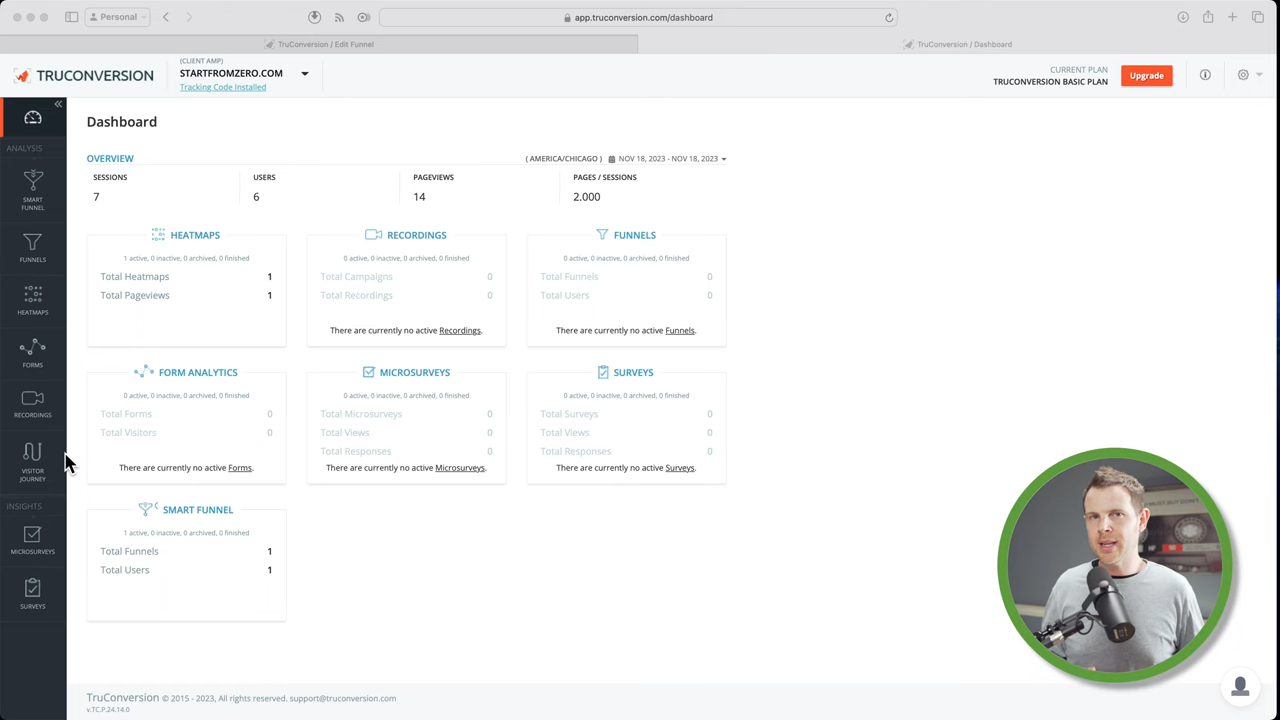 Personal
app.truconversion.com/dashboard
TruConversion / Edit Funnel
TruConversion / Dashboard
TRUCONVERSION
(CLIENT AMP)
STARTFROMZERO.COM
Tracking Code Installed
CURRENT PLAN
TRUCONVERSION BASIC PLAN
Upgrade
ANALYSIS
SMART
FUNNEL
FUNNELS
HEATMAPS
FORMS
RECORDINGS
VISITOR
JOURNEY
INSIGHTS
MICROSURVEYS
SURVEYS
Dashboard
OVERVIEW
( AMERICA/CHICAGO ) NOV 18, 2023 - NOV 18, 2023
SESSIONS
7
USERS
6
PAGEVIEWS
14
PAGES / SESSIONS
2.000
HEATMAPS
1 active, 0 inactive, 0 archived, 0 finished
Total Heatmaps 1
Total Pageviews 1
RECORDINGS
0 active, 0 inactive, 0 archived, 0 finished
Total Campaigns 0
Total Recordings 0
There are currently no active Recordings.
FUNNELS
0 active, 0 inactive, 0 archived, 0 finished
Total Funnels 0
Total Users 0
There are currently no active Funnels.
FORM ANALYTICS
0 active, 0 inactive, 0 archived, 0 finished
Total Forms 0
Total Visitors 0
There are currently no active Forms.
MICROSURVEYS
0 active, 0 inactive, 0 archived, 0 finished
Total Microsurveys 0
Total Views 0
Total Responses 0
There are currently no active Microsurveys.
SURVEYS
0 active, 0 inactive, 0 archived, 0 finished
Total Surveys 0
Total Views 0
Total Responses 0
There are currently no active Surveys.
SMART FUNNEL
1 active, 0 inactive, 0 archived, 0 finished
Total Funnels 1
Total Users 1
TruConversion © 2015 - 2023, All rights reserved. support@truconversion.com
v.TC.P.24.14.0